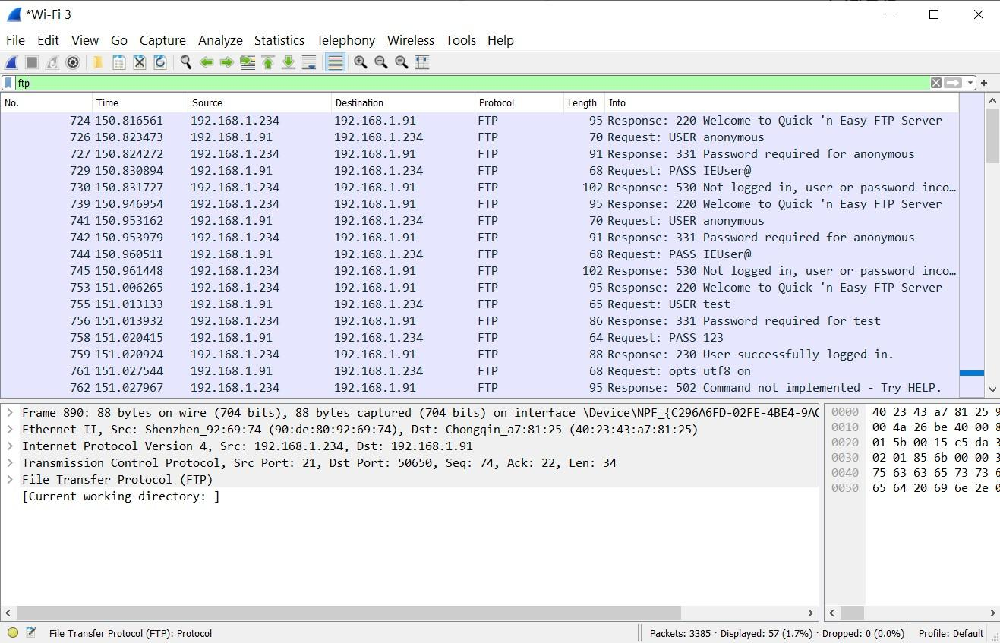 *Wi-Fi 3
File Edit View Go Capture Analyze Statistics Telephony Wireless Tools Help
ftp
No. Time Source Destination Protocol Length Info
724 150.816561 192.168.1.234 192.168.1.91 FTP 95 Response: 220 Welcome to Quick 'n Easy FTP Server
726 150.823473 192.168.1.91 192.168.1.234 FTP 70 Request: USER anonymous
727 150.824272 192.168.1.234 192.168.1.91 FTP 91 Response: 331 Password required for anonymous
729 150.830894 192.168.1.91 192.168.1.234 FTP 68 Request: PASS IEUser@
730 150.831727 192.168.1.234 192.168.1.91 FTP 102 Response: 530 Not logged in, user or password inco…
739 150.946954 192.168.1.234 192.168.1.91 FTP 95 Response: 220 Welcome to Quick 'n Easy FTP Server
741 150.953162 192.168.1.91 192.168.1.234 FTP 70 Request: USER anonymous
742 150.953979 192.168.1.234 192.168.1.91 FTP 91 Response: 331 Password required for anonymous
744 150.960511 192.168.1.91 192.168.1.234 FTP 68 Request: PASS IEUser@
745 150.961448 192.168.1.234 192.168.1.91 FTP 102 Response: 530 Not logged in, user or password inco…
753 151.006265 192.168.1.234 192.168.1.91 FTP 95 Response: 220 Welcome to Quick 'n Easy FTP Server
755 151.013133 192.168.1.91 192.168.1.234 FTP 65 Request: USER test
756 151.013932 192.168.1.234 192.168.1.91 FTP 86 Response: 331 Password required for test
758 151.020415 192.168.1.91 192.168.1.234 FTP 64 Request: PASS 123
759 151.020924 192.168.1.234 192.168.1.91 FTP 88 Response: 230 User successfully logged in.
761 151.027544 192.168.1.91 192.168.1.234 FTP 68 Request: opts utf8 on
762 151.027967 192.168.1.234 192.168.1.91 FTP 95 Response: 502 Command not implemented - Try HELP.
Frame 890: 88 bytes on wire (704 bits), 88 bytes captured (704 bits) on interface \Device\NPF_{C296A6FD-02FE-4BE4-9A
Ethernet II, Src: Shenzhen_92:69:74 (90:de:80:92:69:74), Dst: Chongqin_a7:81:25 (40:23:43:a7:81:25)
Internet Protocol Version 4, Src: 192.168.1.234, Dst: 192.168.1.91
Transmission Control Protocol, Src Port: 21, Dst Port: 50650, Seq: 74, Ack: 22, Len: 34
File Transfer Protocol (FTP)
[Current working directory: ]
0000 40 23 43 a7 81 25
0010 00 4a 26 be 40 00
0020 01 5b 00 15 c5 da
0030 02 01 85 6b 00 00
0040 75 63 63 65 73 73
0050 65 64 20 69 6e 2e
File Transfer Protocol (FTP): Protocol
Packets: 3385 · Displayed: 57 (1.7%) · Dropped: 0 (0.0%)
Profile: Default